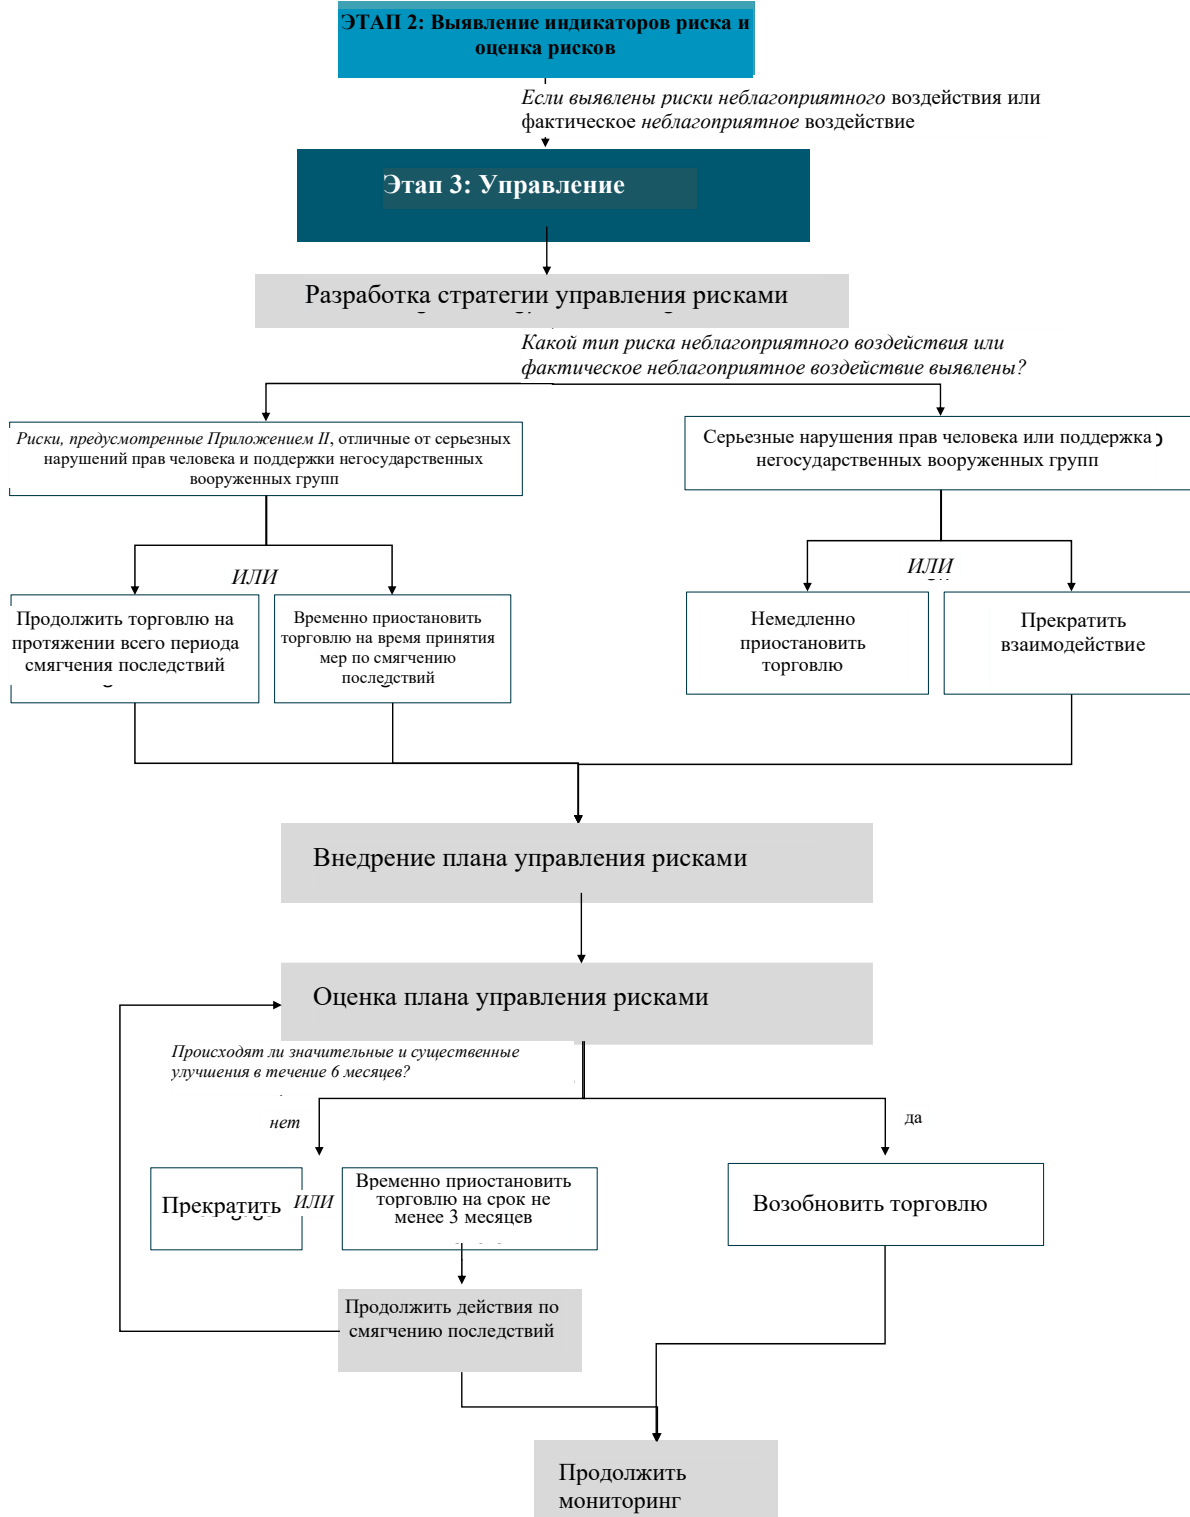 ЭТАП 2: Выявление индикаторов риска и
оценка рисков
Если выявлены риски неблагоприятного воздействия или
фактическое неблагоприятное воздействие
Этап 3: Управление
Разработка стратегии управления рисками
Какой тип риска неблагоприятного воздействия или
фактическое неблагоприятное воздействие выявлены?
Риски, предусмотренные Приложением II, отличные от серьезных
нарушений прав человека и поддержки негосударственных
вооруженных групп
Серьезные нарушения прав человека или поддержка
негосударственных вооруженных групп
ИЛИ
ИЛИ
Продолжить торговлю на
протяжении всего периода
смягчения последствий
Временно приостановить
торговлю на время принятия
мер по смягчению
последствий
Немедленно
приостановить
торговлю
Прекратить
взаимодействие
Внедрение плана управления рисками
Оценка плана управления рисками
Происходят ли значительные и существенные
улучшения в течение 6 месяцев?
нет
да
Прекратить
ИЛИ
Временно приостановить
торговлю на срок не
менее 3 месяцев
Возобновить торговлю
Продолжить действия по
смягчению последствий
Продолжить
мониторинг